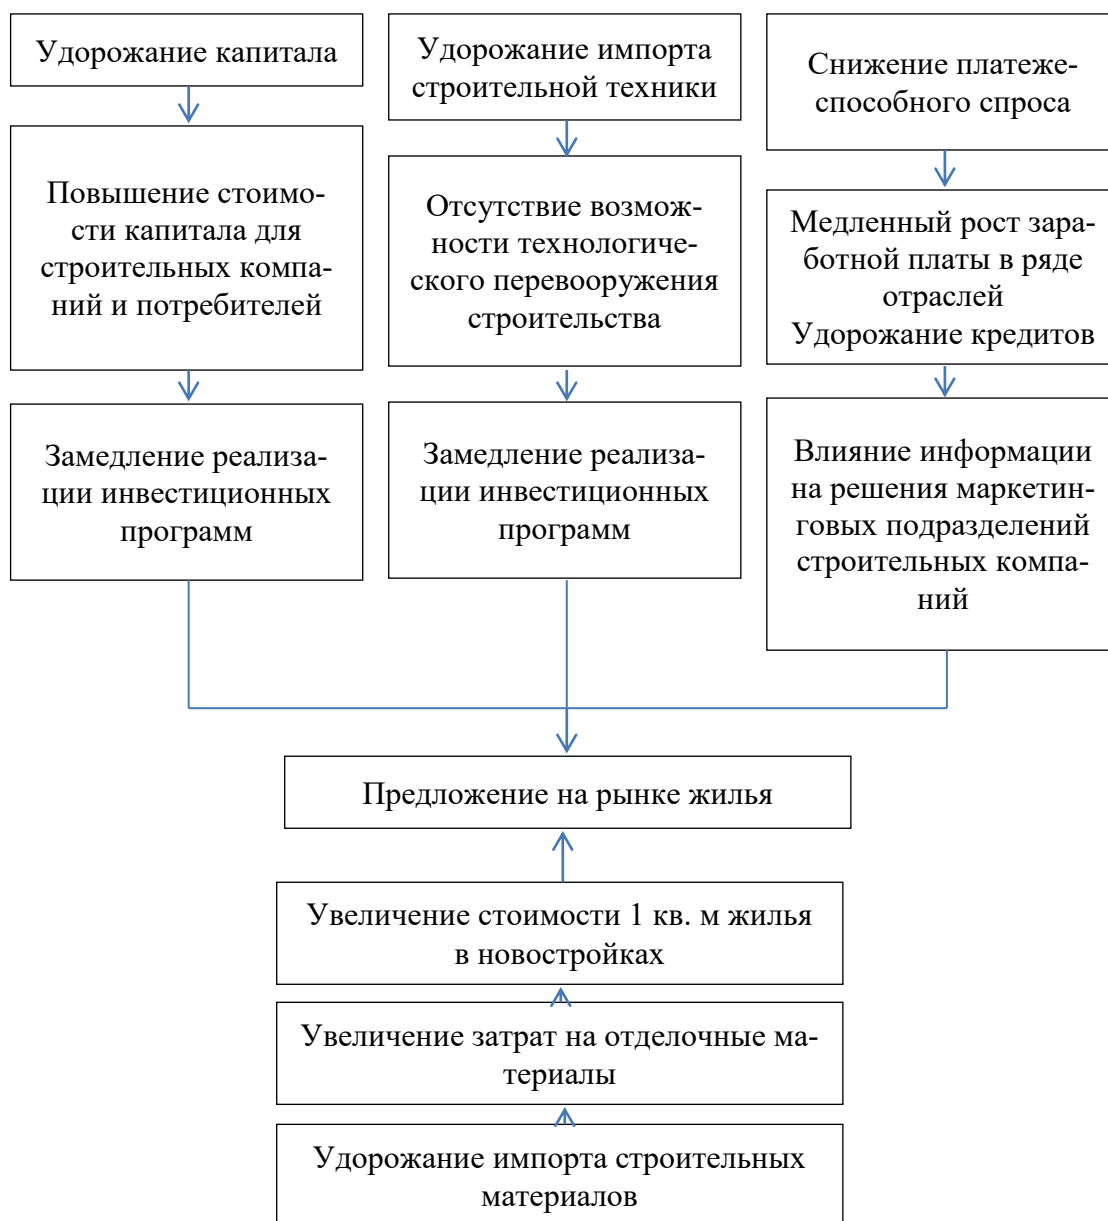 Удорожание капитала
Удорожание импорта
строительной техники
Снижение платеже-
способного спроса
Повышение стоимо-
сти капитала для
строительных компа-
ний и потребителей
Отсутствие возмож-
ности технологиче-
ского перевооружения
строительства
Медленный рост зара-
ботной платы в ряде
отраслей
Удорожание кредитов
Замедление реализа-
ции инвестиционных
программ
Замедление реализа-
ции инвестиционных
программ
Влияние информации
на решения маркетин-
говых подразделений
строительных компа-
ний
Предложение на рынке жилья
Увеличение стоимости 1 кв. м жилья
в новостройках
Увеличение затрат на отделочные ма-
териалы
Удорожание импорта строительных
материалов